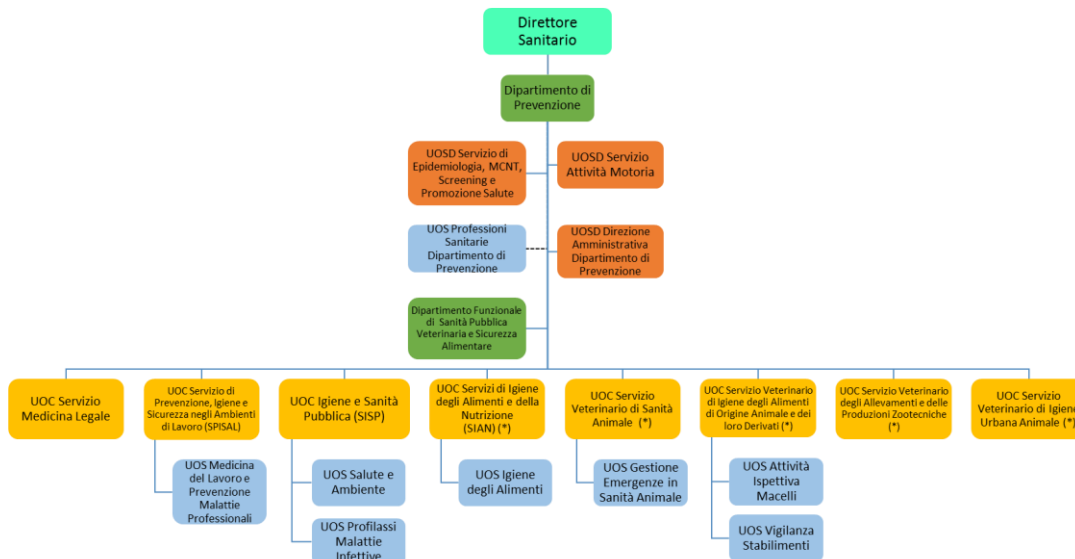 Direttore
Sanitario
Dipartimento di
Prevenzione
UOSD Servizio di
Epidemiologia, MCNT,
Screening e
Promozione Salute
UOSD Servizio
Attività Motoria
UOS Professioni
Sanitarie
Dipartimento di
Prevenzione
UOSD Direzione
Amministrativa
Dipartimento di
Prevenzione
Dipartimento Funzionale
di Sanità Pubblica
Veterinaria e Sicurezza
Alimentare
UOC Servizio
Medicina Legale
UOC Servizio di
Prevenzione, Igiene e
Sicurezza negli Ambienti
di Lavoro (SPISAL)
UOC Igiene e Sanità
Pubblica (SISP)
UOC Servizi di Igiene
degli Alimenti e della
Nutrizione
(SIAN) (*)
UOC Servizio
Veterinario di Sanità
Animale (*)
UOC Servizio Veterinario
di Igiene degli Alimenti
di Origine Animale e dei
loro Derivati (*)
UOC Servizio Veterinario
degli Allevamenti e delle
Produzioni Zootecniche
(*)
UOC Servizio
Veterinario di Igiene
Urbana Animale (*)
UOS Medicina
del Lavoro e
Prevenzione
Malattie
Professionali
UOS Salute e
Ambiente
UOS Profilassi
Malattie
Infettive
UOS Igiene
degli Alimenti
UOS Gestione
Emergenze in
Sanità Animale
UOS Attività
Ispettiva
Macelli
UOS Vigilanza
Stabilimenti